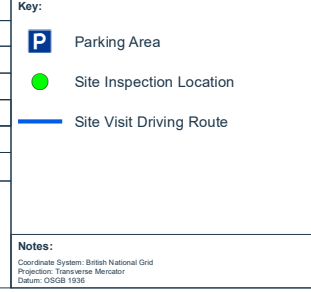 Key:
P Parking Area
Site Inspection Location
Site Visit Driving Route
Notes:
Coordinate System: British National Grid
Projection: Transverse Mercator
Datum: OSGB 1936